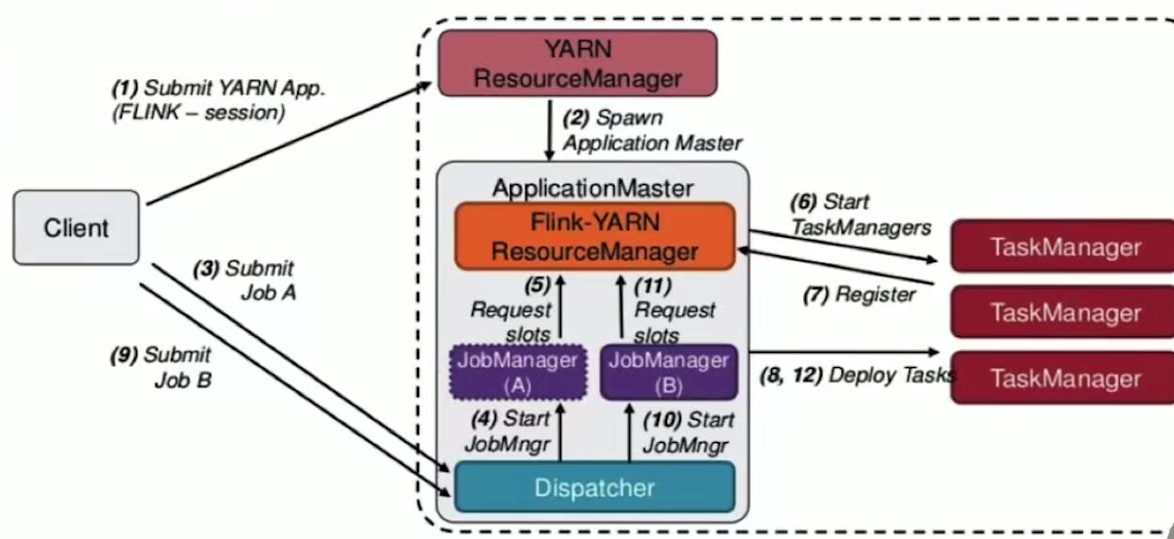 YARN
ResourceManager
(1) Submit YARN App.
(FLINK – session)
(2) Spawn
Application Master
ApplicationMaster
Flink-YARN
ResourceManager
Client
(6) Start
TaskManagers
TaskManager
(3) Submit
Job A
(5)
Request
slots
(11)
Request
slots
(7) Register
TaskManager
(9) Submit
Job B
JobManager
(A)
JobManager
(B)
(8, 12) Deploy Tasks
TaskManager
(4) Start
JobMngr
(10) Start
JobMngr
Dispatcher